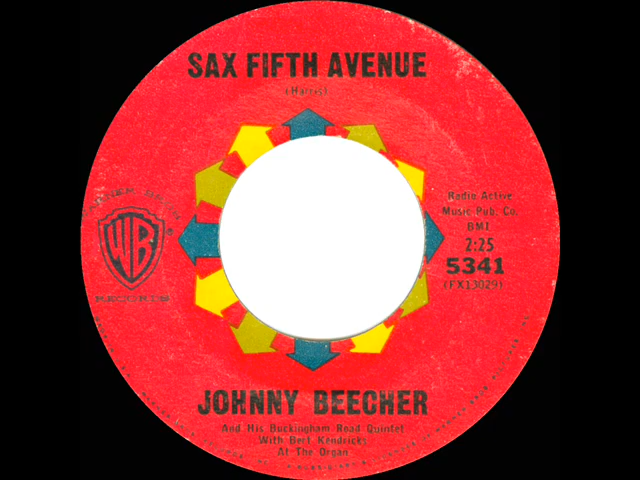 SAX FIFTH AVENUE
(Harris)
WB
RECORDS
Radio Active
Music Pub. Co.
BMI
2:25
5341
(FX13029)
JOHNNY BEECHER
And His Buckingham Road Quintet
With Bert Kendricks
At The Organ